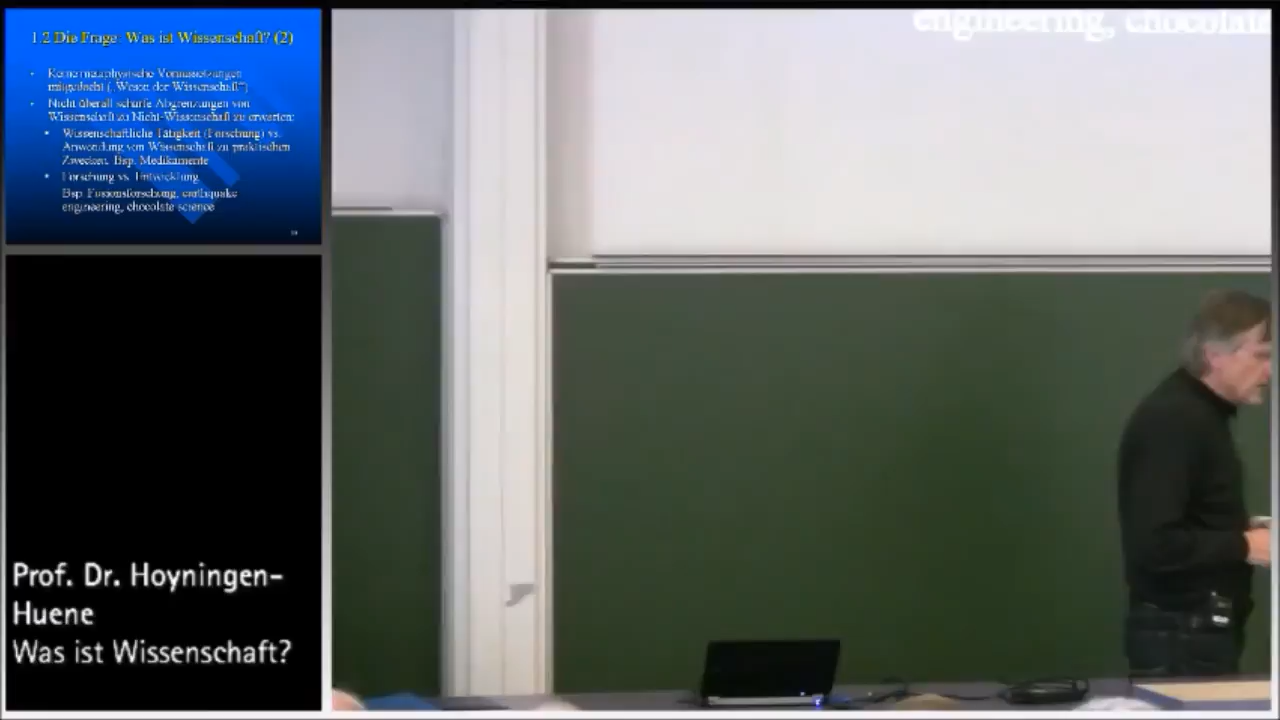 1.2 Die Frage: Was ist Wissenschaft? (2)
Keine metaphysische Voraussetzungen
("Wesen der Wissenschaft")
Nicht überall scharfe Abgrenzungen von
Wissenschaft zu Nicht-Wissenschaft zu erwarten:
Wissenschaftliche Tätigkeit (Forschung) vs.
Anwendung von Wissenschaft zu praktischen
Zwecken. Bsp. Medikamente
Forschung vs. Entwicklung
Bsp. Fusionsforschung, earthquake
engineering, chocolate science
engineering, chocolate
Prof. Dr. Hoyningen-
Huene
Was ist Wissenschaft?